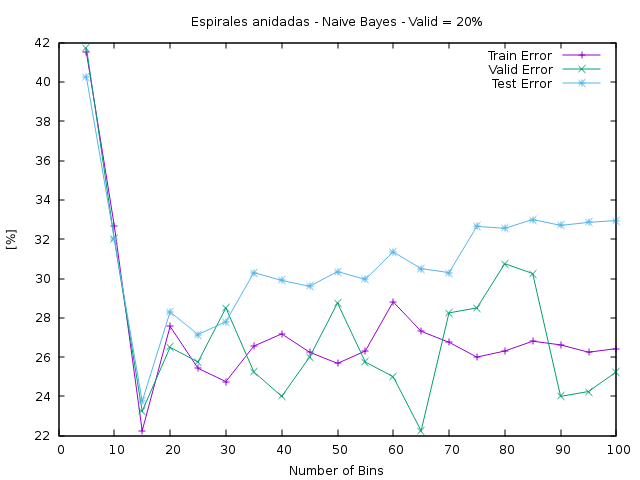 Espirales anidadas - Naive Bayes - Valid = 20%
42
40
38
36
34
32
30
28
26
24
22
[%]
Train Error
Valid Error
Test Error
0 10 20 30 40 50 60 70 80 90 100
Number of Bins